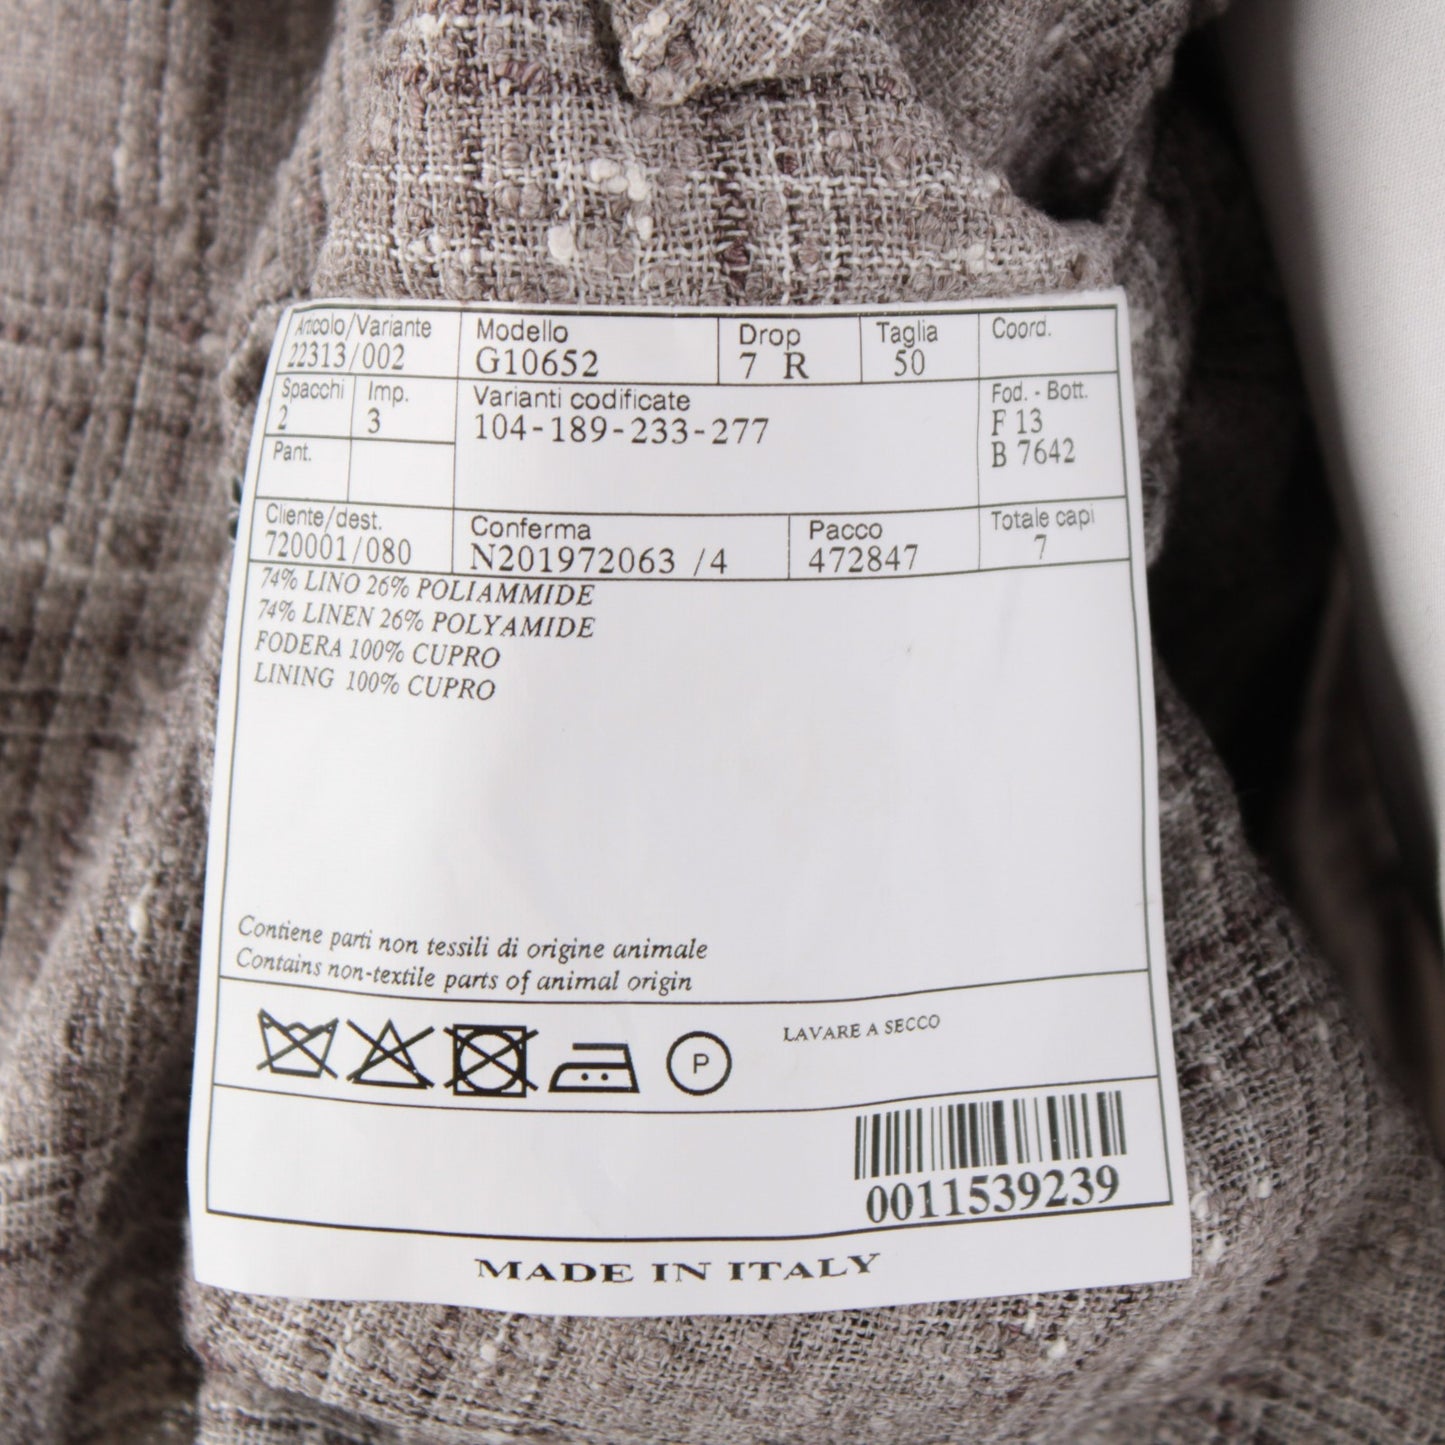 Articolo/Variante Modello Drop Taglia Coord.
22313/002 G10652 7 R 50
Spacchi Imp. Varianti codificate Fod. - Bott.
2 3 104-189-233-277 F 13
Pant. B 7642
Cliente/dest. Conferma Pacco Totale capi
720001/080 N201972063 /4 472847 7
74% LINO 26% POLIAMMIDE
74% LINEN 26% POLYAMIDE
FODERA 100% CUPRO
LINING 100% CUPRO
Contiene parti non tessili di origine animale
Contains non-textile parts of animal origin
P LAVARE A SECCO
0011539239
MADE IN ITALY